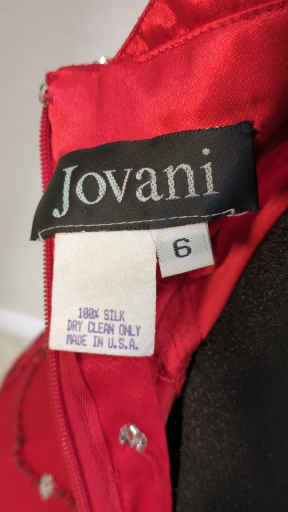 Jovani
6
100% SILK
DRY CLEAN ONLY
MADE IN U.S.A.